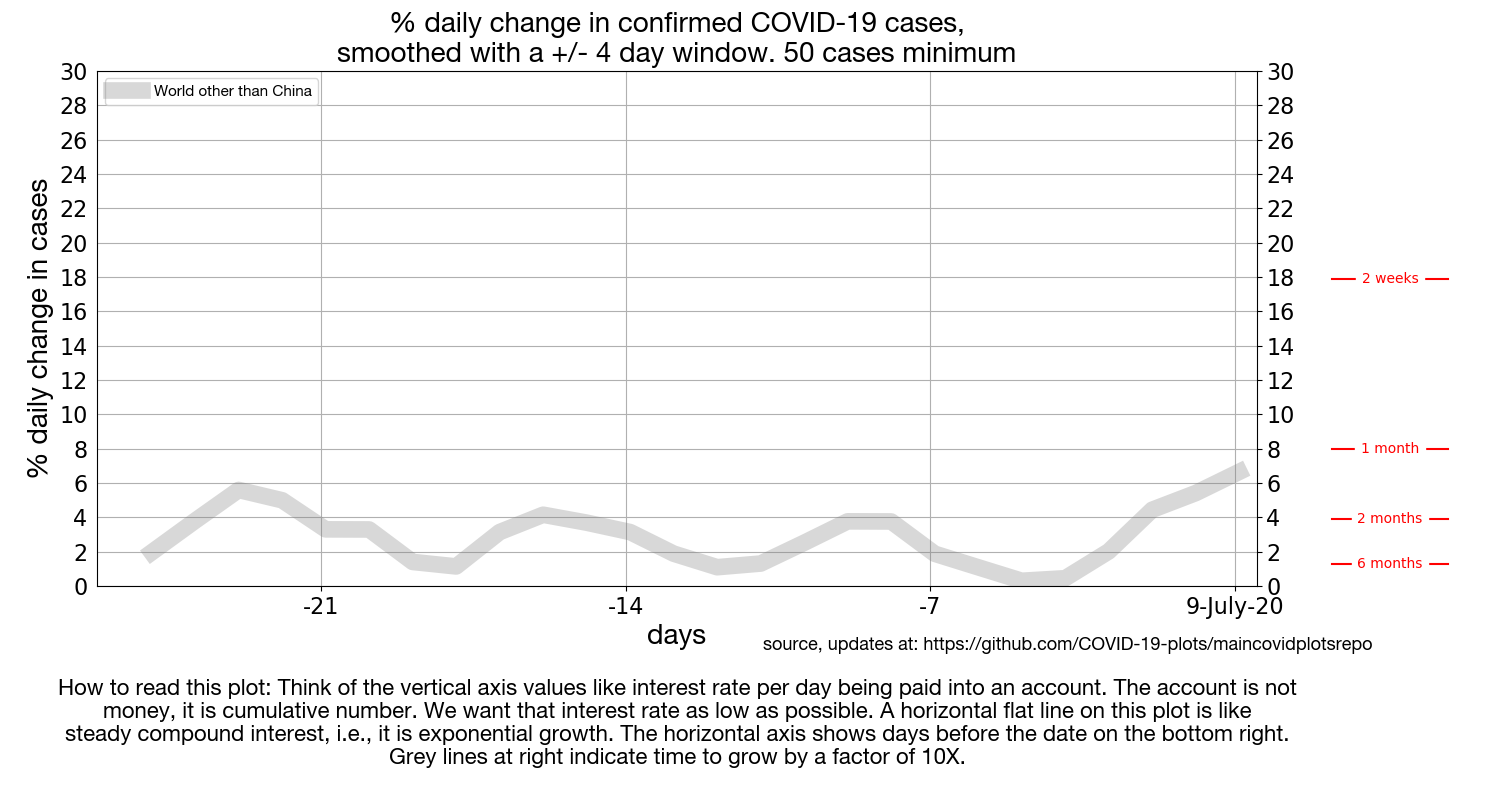 % daily change in confirmed COVID-19 cases,
smoothed with a +/- 4 day window. 50 cases minimum
World other than China
% daily change in cases
30
28
26
24
22
20
18
16
14
12
10
8
6
4
2
0
30
28
26
24
22
20
18
16
14
12
10
8
6
4
2
0
2 weeks
1 month
2 months
6 months
-21 -14 -7 9-July-20
days
source, updates at: https://github.com/COVID-19-plots/maincovidplotsrepo
How to read this plot: Think of the vertical axis values like interest rate per day being paid into an account. The account is not
money, it is cumulative number. We want that interest rate as low as possible. A horizontal flat line on this plot is like
steady compound interest, i.e., it is exponential growth. The horizontal axis shows days before the date on the bottom right.
Grey lines at right indicate time to grow by a factor of 10X.